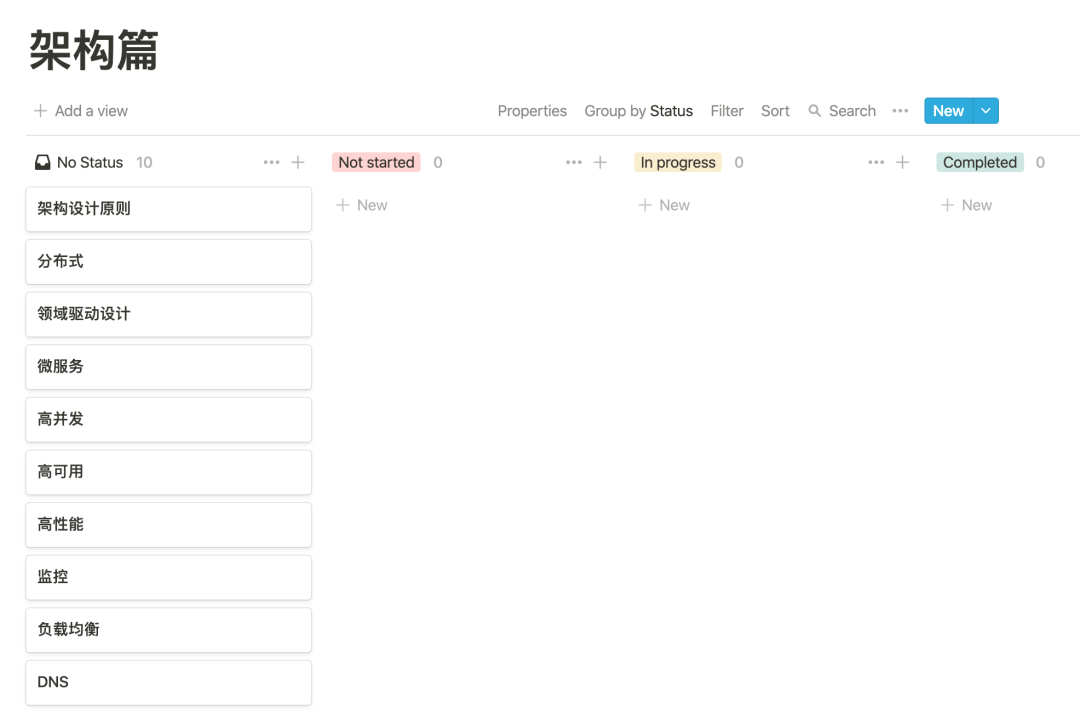 架构篇
Add a view
Properties Group by Status Filter Sort Search New
No Status 10
Not started 0
In progress 0
Completed 0
New
New
New
架构设计原则
分布式
领域驱动设计
微服务
高并发
高可用
高性能
监控
负载均衡
DNS